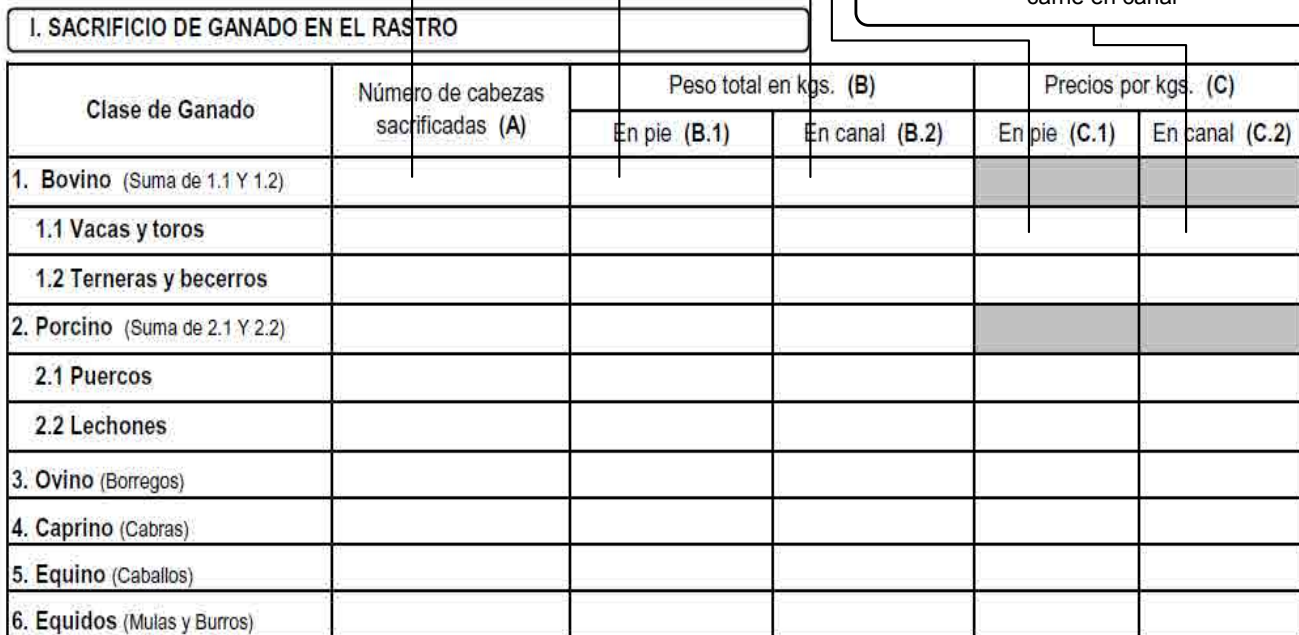 carne en canal
I. SACRIFICIO DE GANADO EN EL RASTRO
Clase de Ganado
Número de cabezas
sacrificadas (A)
Peso total en kgs. (B)
Precios por kgs. (C)
En pie (B.1)
En canal (B.2)
En pie (C.1)
En canal (C.2)
1. Bovino (Suma de 1.1 Y 1.2)
1.1 Vacas y toros
1.2 Terneras y becerros
2. Porcino (Suma de 2.1 Y 2.2)
2.1 Puercos
2.2 Lechones
3. Ovino (Borregos)
4. Caprino (Cabras)
5. Equino (Caballos)
6. Equidos (Mulas y Burros)